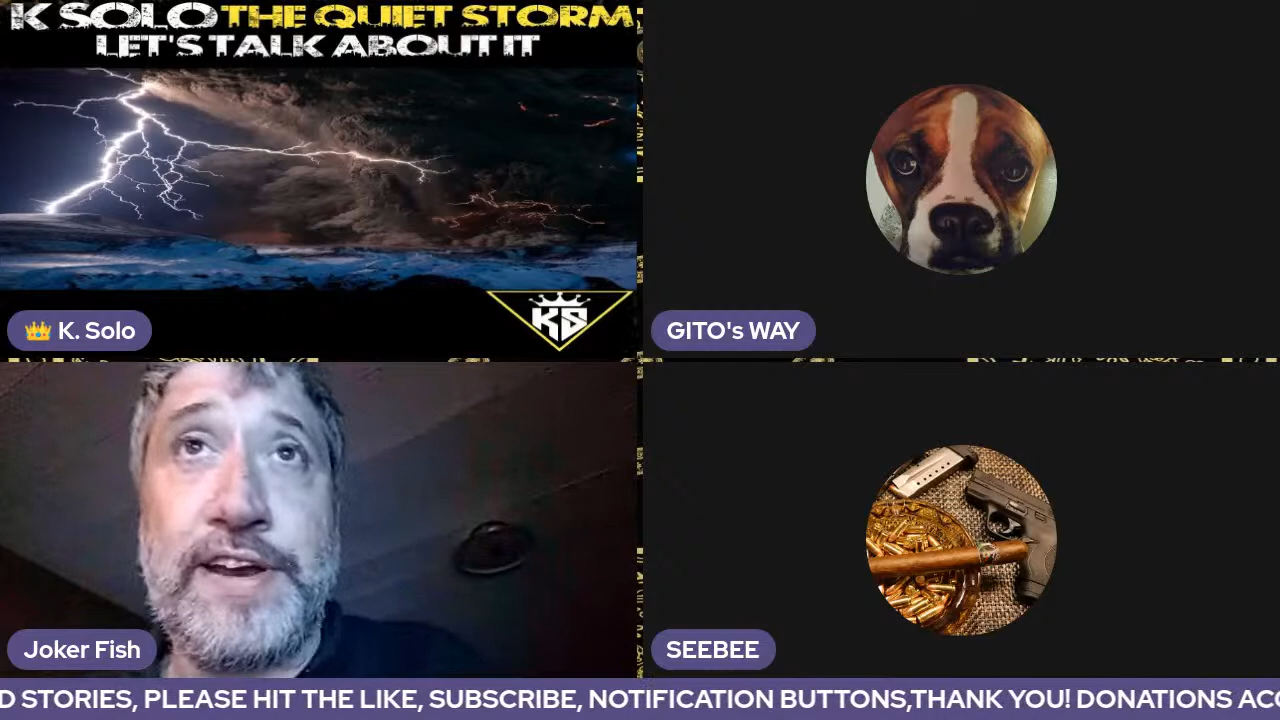 K SOLO THE QUIET STORM
LET'S TALK ABOUT IT
KS
👑 K. Solo
GITO's WAY
Joker Fish
SEEBEE
D STORIES, PLEASE HIT THE LIKE, SUBSCRIBE, NOTIFICATION BUTTONS,THANK YOU! DONATIONS ACC